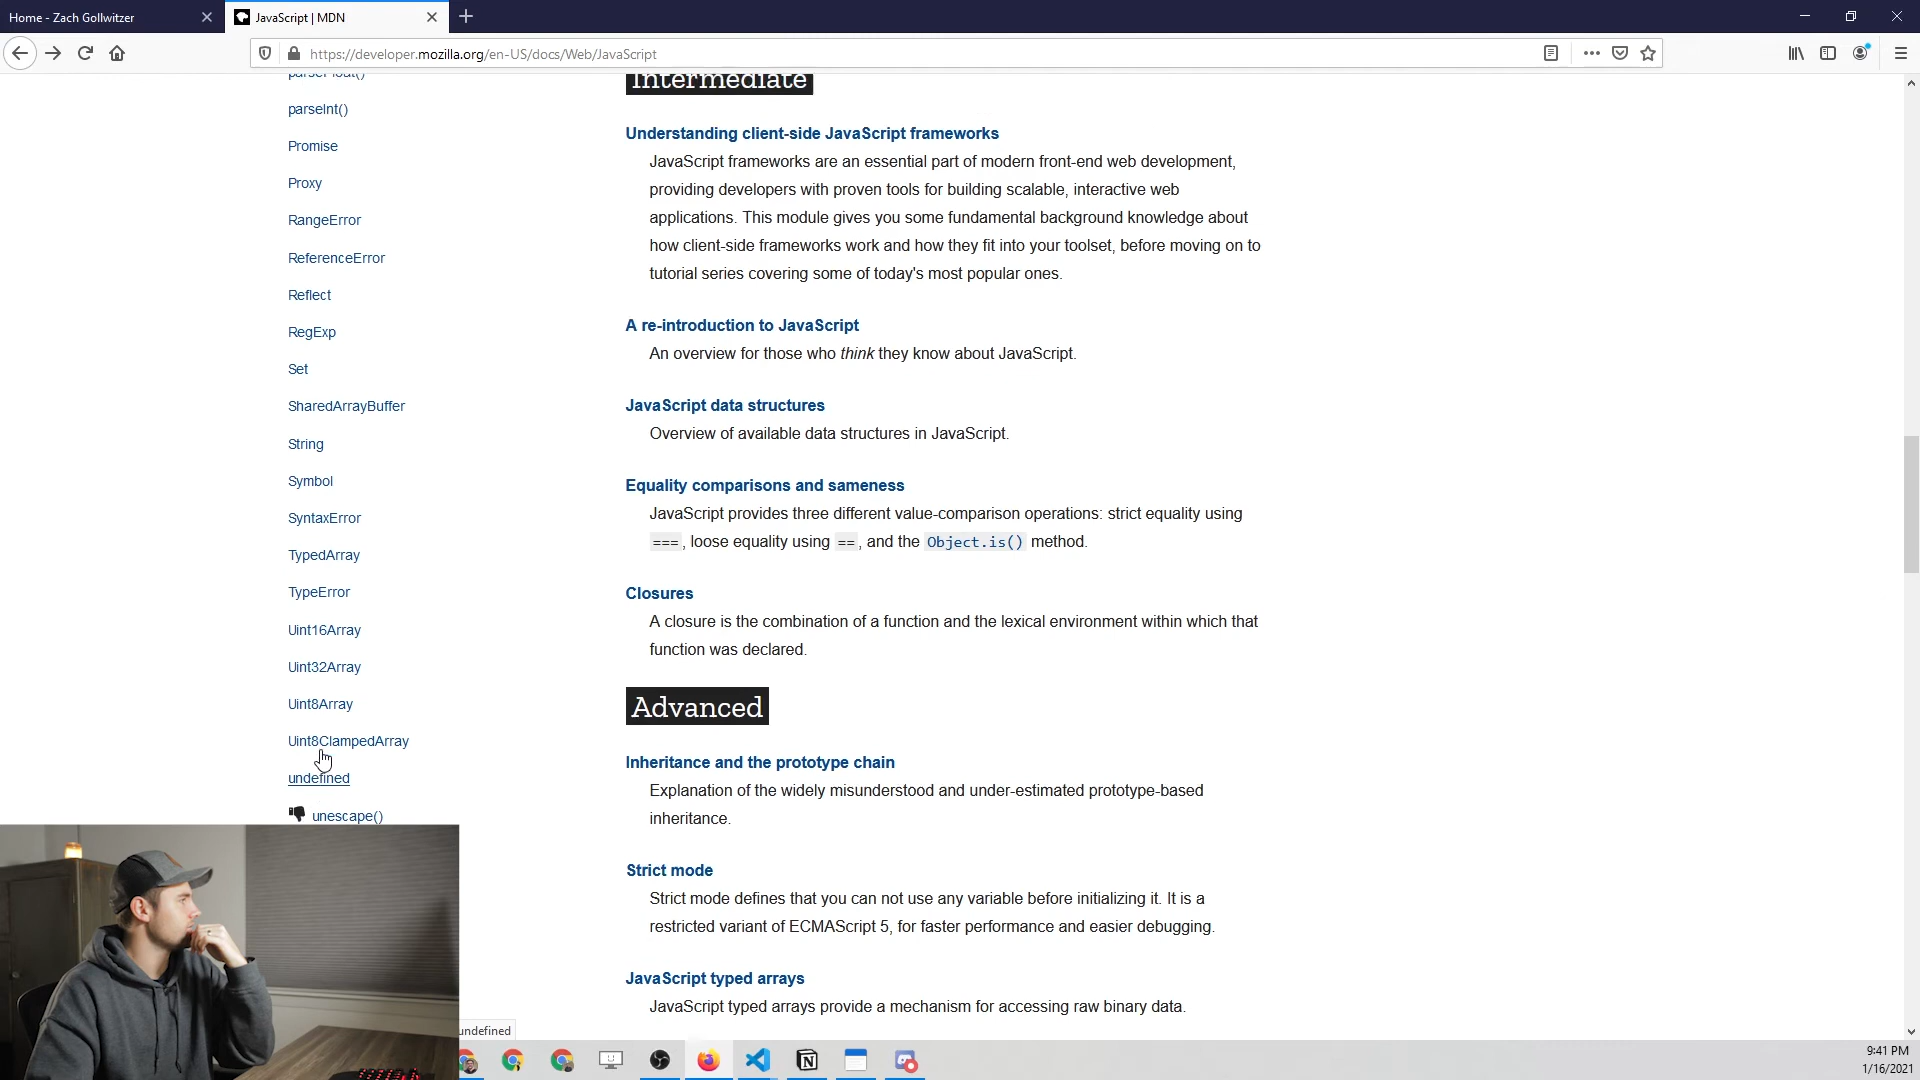 Home - Zach Gollwitzer
JavaScript | MDN
https://developer.mozilla.org/en-US/docs/Web/JavaScript
parseFloat()
parseInt()
Promise
Proxy
RangeError
ReferenceError
Reflect
RegExp
Set
SharedArrayBuffer
String
Symbol
SyntaxError
TypedArray
TypeError
Uint16Array
Uint32Array
Uint8Array
Uint8ClampedArray
undefined
unescape()
Intermediate
Understanding client-side JavaScript frameworks
JavaScript frameworks are an essential part of modern front-end web development,
providing developers with proven tools for building scalable, interactive web
applications. This module gives you some fundamental background knowledge about
how client-side frameworks work and how they fit into your toolset, before moving on to
tutorial series covering some of today's most popular ones.
A re-introduction to JavaScript
An overview for those who think they know about JavaScript.
JavaScript data structures
Overview of available data structures in JavaScript.
Equality comparisons and sameness
JavaScript provides three different value-comparison operations: strict equality using
===, loose equality using ==, and the Object.is() method.
Closures
A closure is the combination of a function and the lexical environment within which that
function was declared.
Advanced
Inheritance and the prototype chain
Explanation of the widely misunderstood and under-estimated prototype-based
inheritance.
Strict mode
Strict mode defines that you can not use any variable before initializing it. It is a
restricted variant of ECMAScript 5, for faster performance and easier debugging.
JavaScript typed arrays
JavaScript typed arrays provide a mechanism for accessing raw binary data.
undefined
9:41 PM
1/16/2021